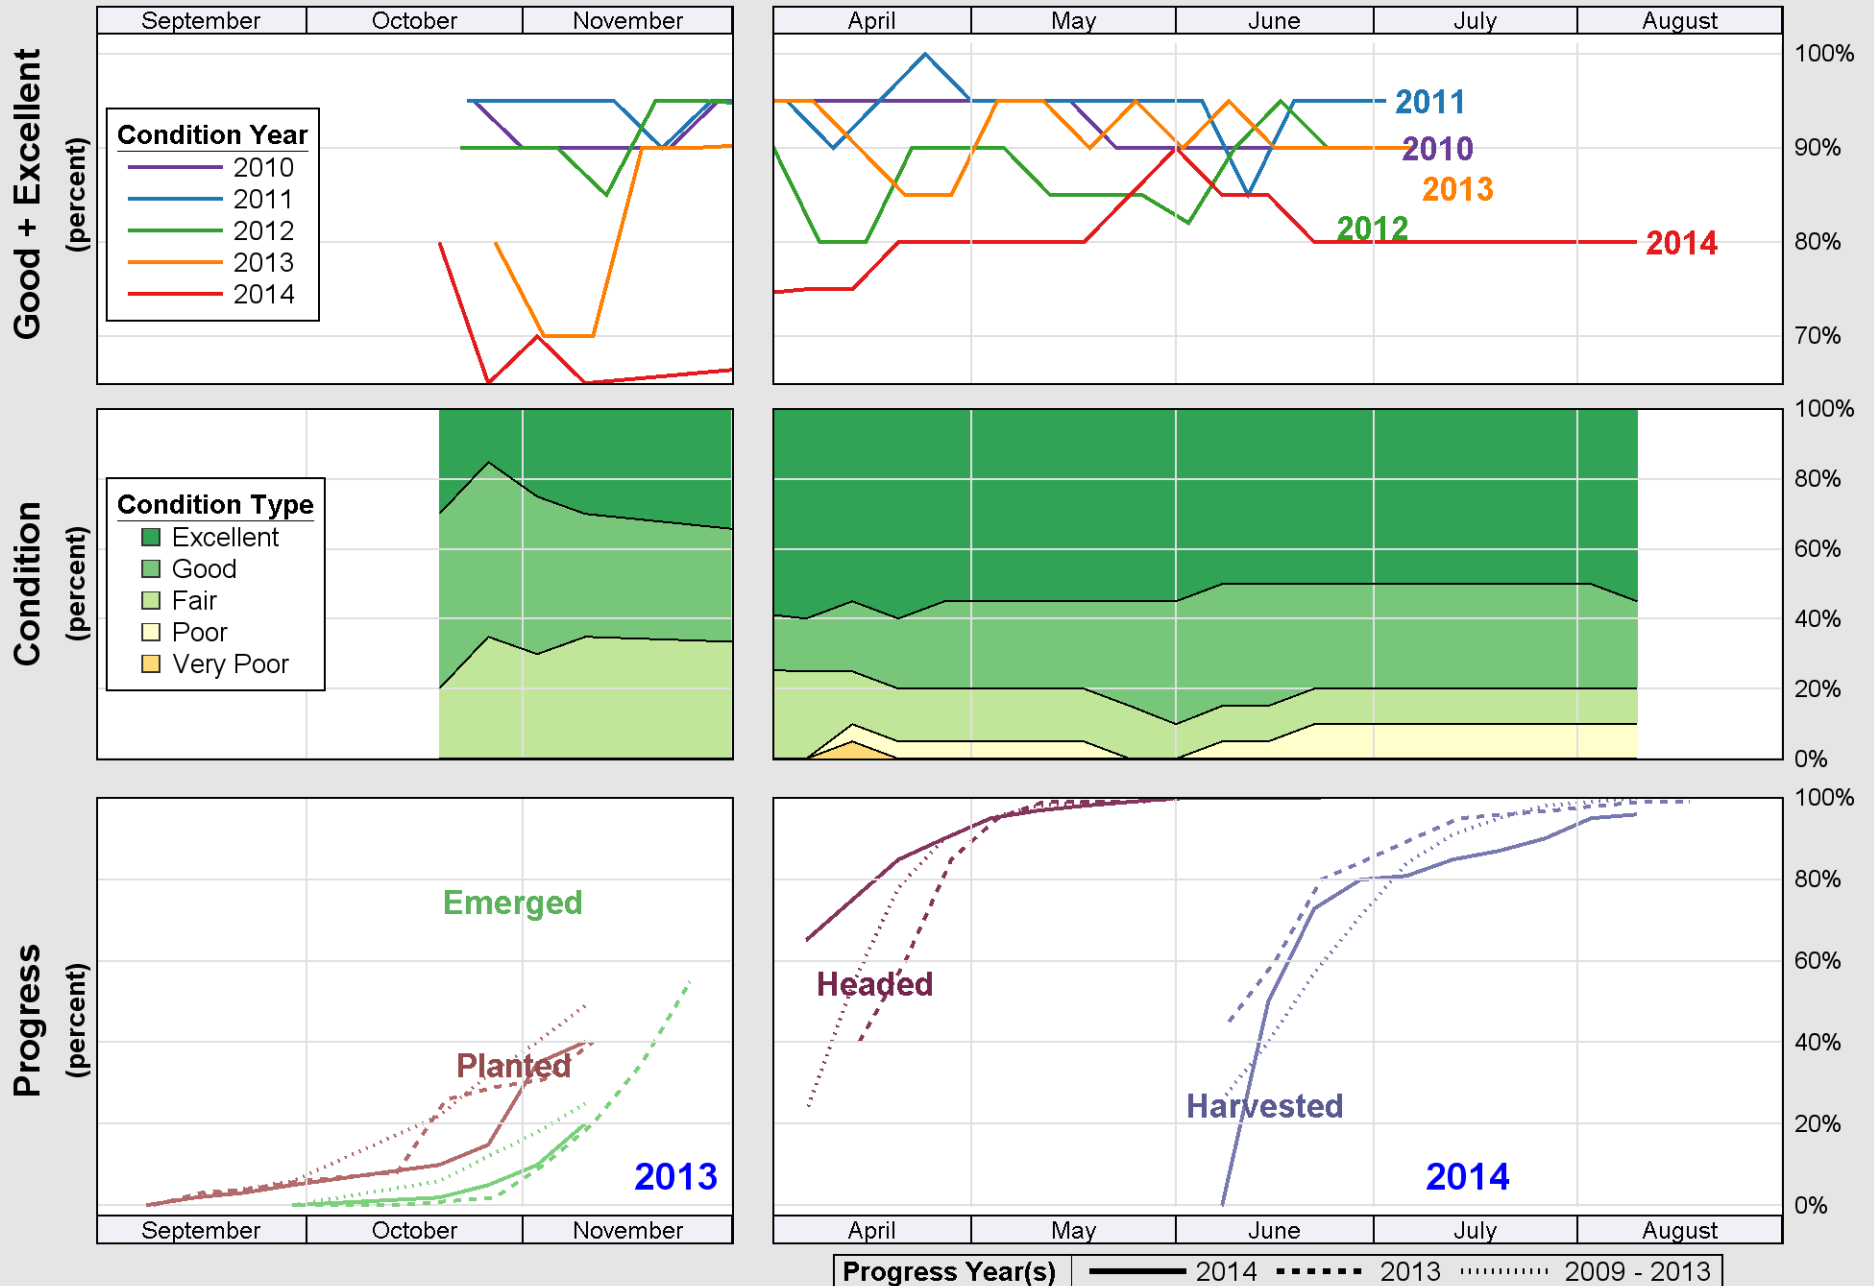 September October November April May June July August
Good + Excellent
(percent)
Condition Year
2010
2011
2012
2013
2014
2011
2010
2013
2012
2014
100%
90%
80%
70%
Condition
(percent)
Condition Type
Excellent
Good
Fair
Poor
Very Poor
100%
80%
60%
40%
20%
0%
Progress
(percent)
Emerged
Planted
2013
Headed
Harvested
2014
100%
80%
60%
40%
20%
0%
September October November April May June July August
Progress Year(s) 2014 2013 2009 - 2013